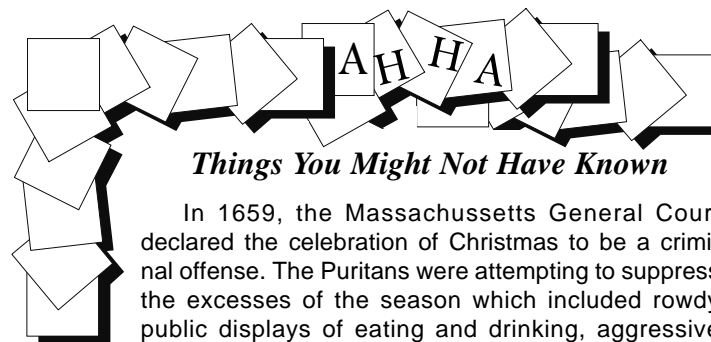 A H H A
Things You Might Not Have Known
In 1659, the Massachussetts General Cour
declared the celebration of Christmas to be a crimi
nal offense. The Puritans were attempting to suppress
the excesses of the season which included rowdy
public displays of eating and drinking, aggressive